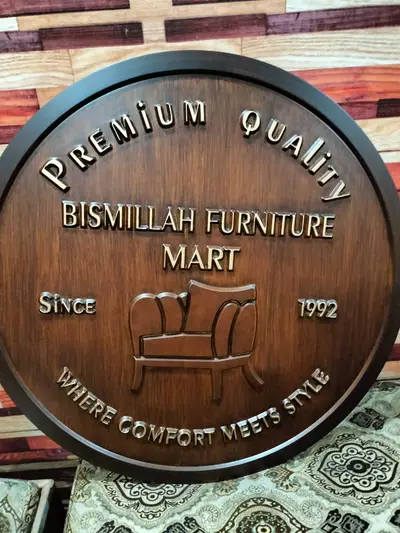 PREMiUM QUALiTY
BISMILLAH FURNITURE
MART
SiNCE 1992
WHERE COMFORT MEETS STYLE